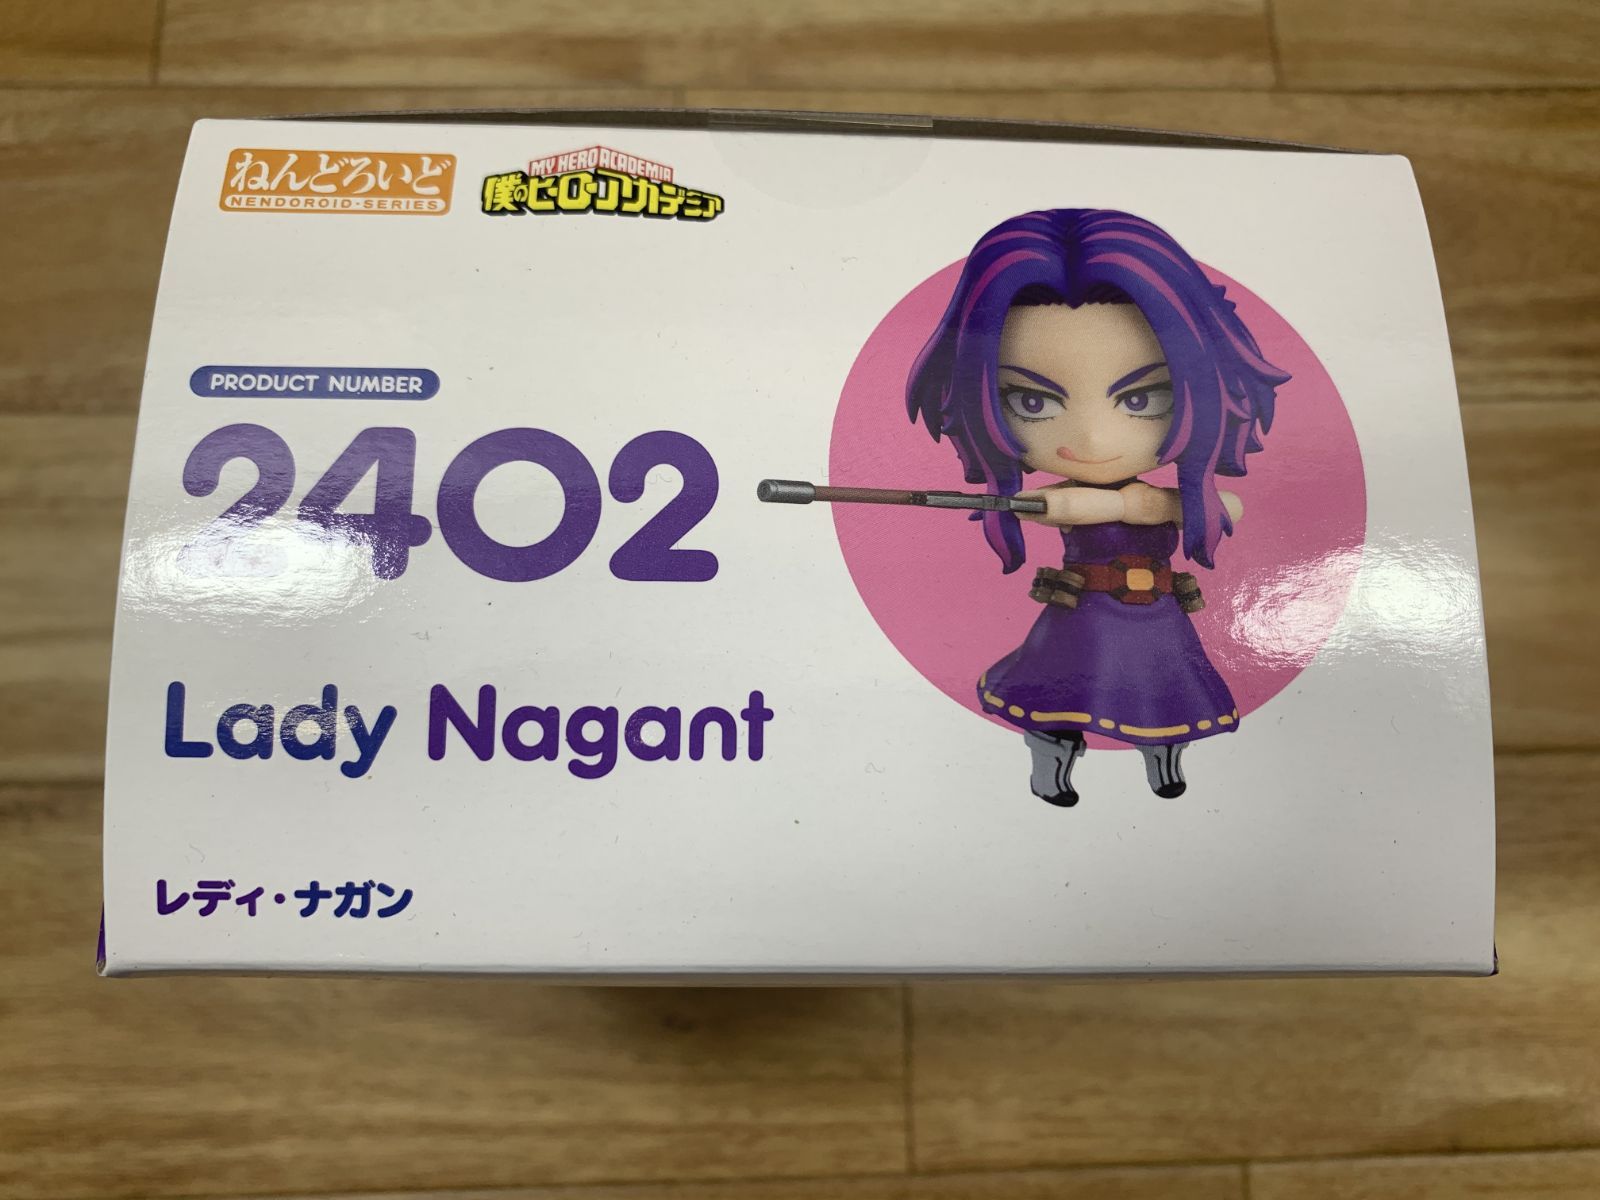 ねんどろいど
NENDOROID・SERIES
MY HERO ACADEMIA
僕のヒーローアカデミア
PRODUCT NUMBER
2402
Lady Nagant
レディ・ナガン